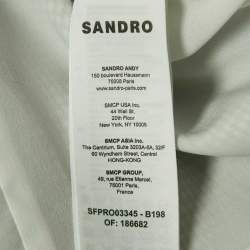 SANDRO
SANDRO ANDY
150 boulevard Haussmann
75008 Paris
www.sandro-paris.com
SMCP USA Inc.
44 Wall St,
20th Floor
New York, NY 10005
SMCP ASIA Inc.
The Centrium, Suite 3203A-5A, 32/F
60 Wyndham Street, Central
HONG-KONG
SMCP GROUP,
49, rue Etienne Marcel,
75001 Paris,
France
SFPRO03345 - B198
OF: 186682